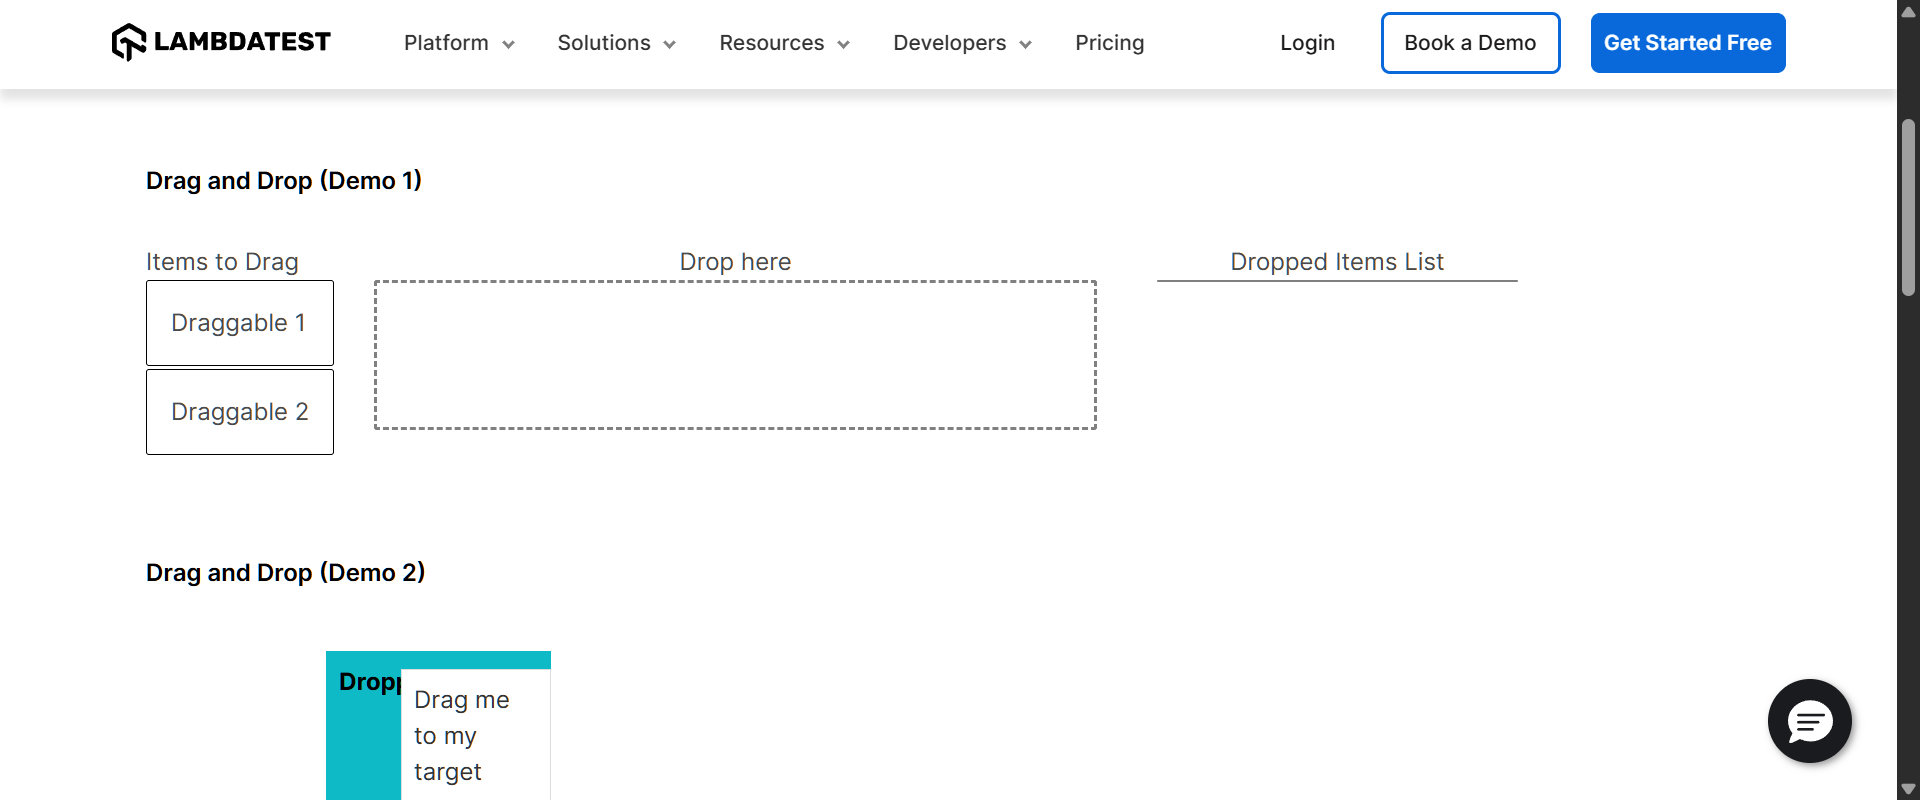 LAMBDATEST Platform Solutions Resources Developers Pricing Login Book a Demo Get Started Free
Drag and Drop (Demo 1)
Items to Drag Drop here Dropped Items List
Draggable 1
Draggable 2
Drag and Drop (Demo 2)
Drag me
to my
target